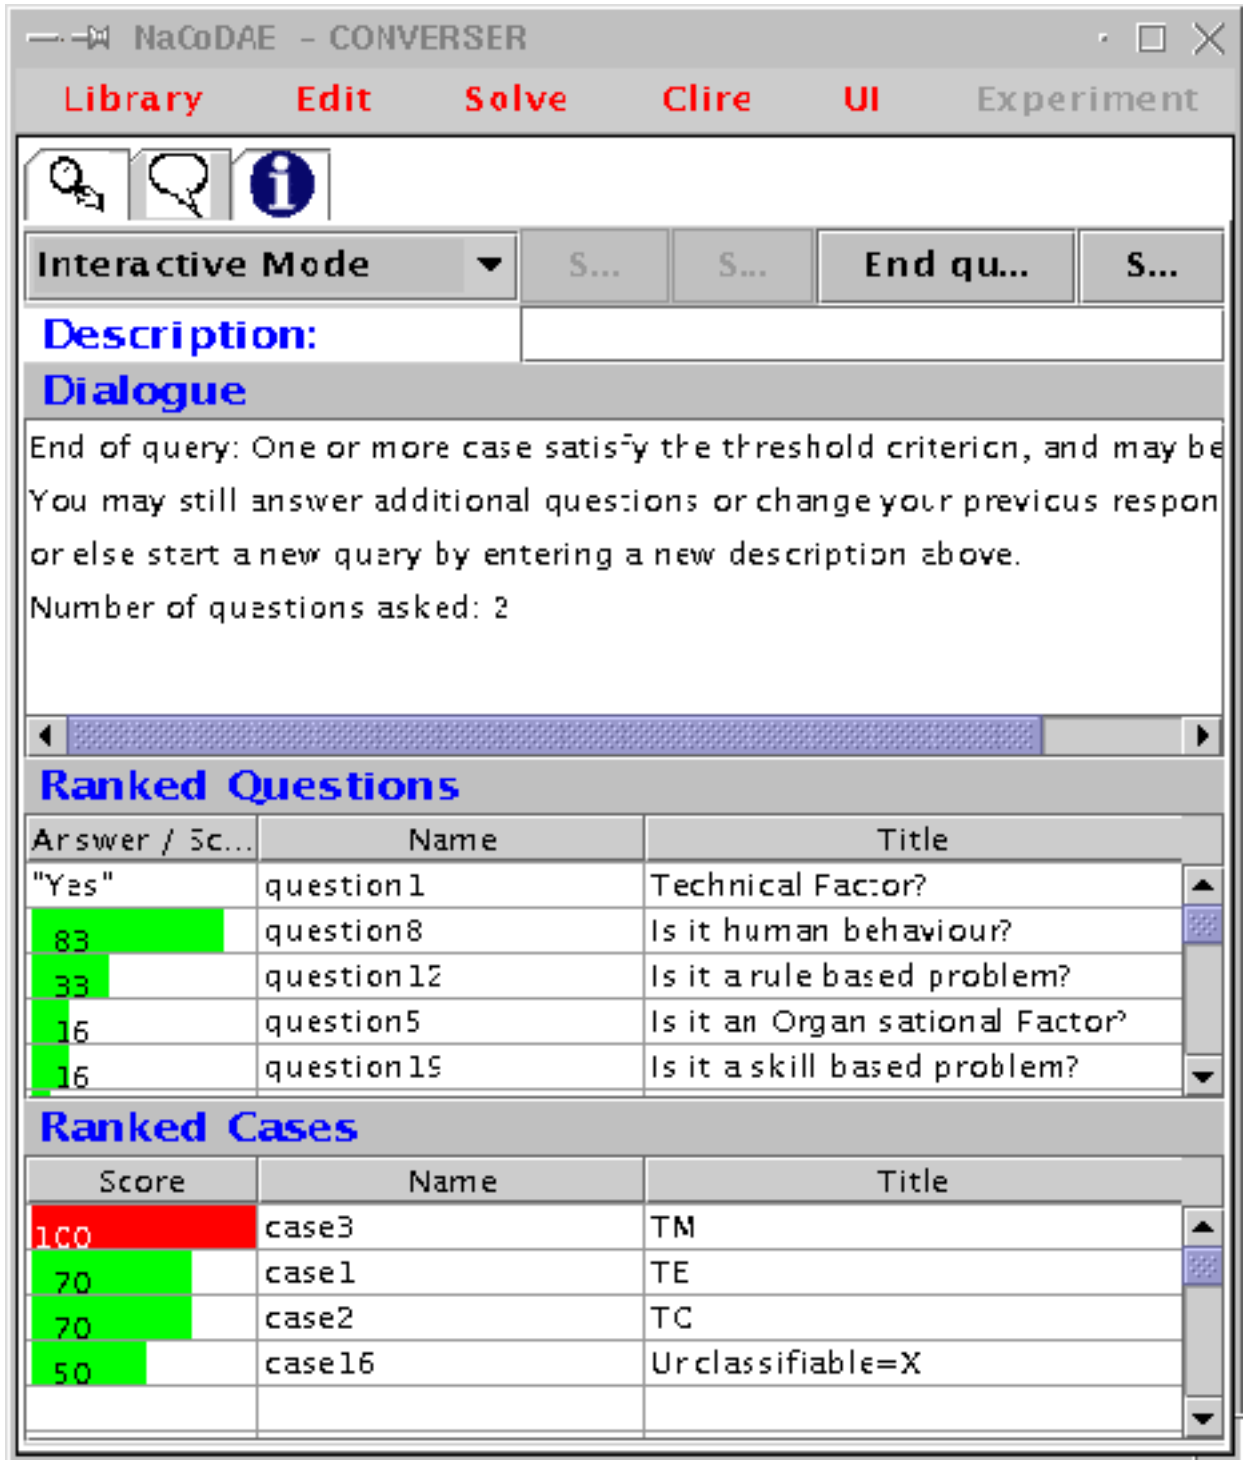 NaCoDAE - CONVERSER
Library Edit Solve Clire UI Experiment
Interactive Mode S... S... End qu... S...
Description:
Dialogue
End of query: One or more case satisfy the threshold criterion, and may be
You may still answer additional questions or change your previous respon
or else start a new query by entering a new description above.
Number of questions asked: 2
Ranked Questions
Answer / Sc... Name Title
"Yes" question1 Technical Factor?
83 question8 Is it human behaviour?
33 question12 Is it a rule based problem?
16 question5 Is it an Organisational Factor?
16 question19 Is it a skill based problem?
Ranked Cases
Score Name Title
100 case3 TM
70 case1 TE
70 case2 TC
50 case16 Unclassifiable=X